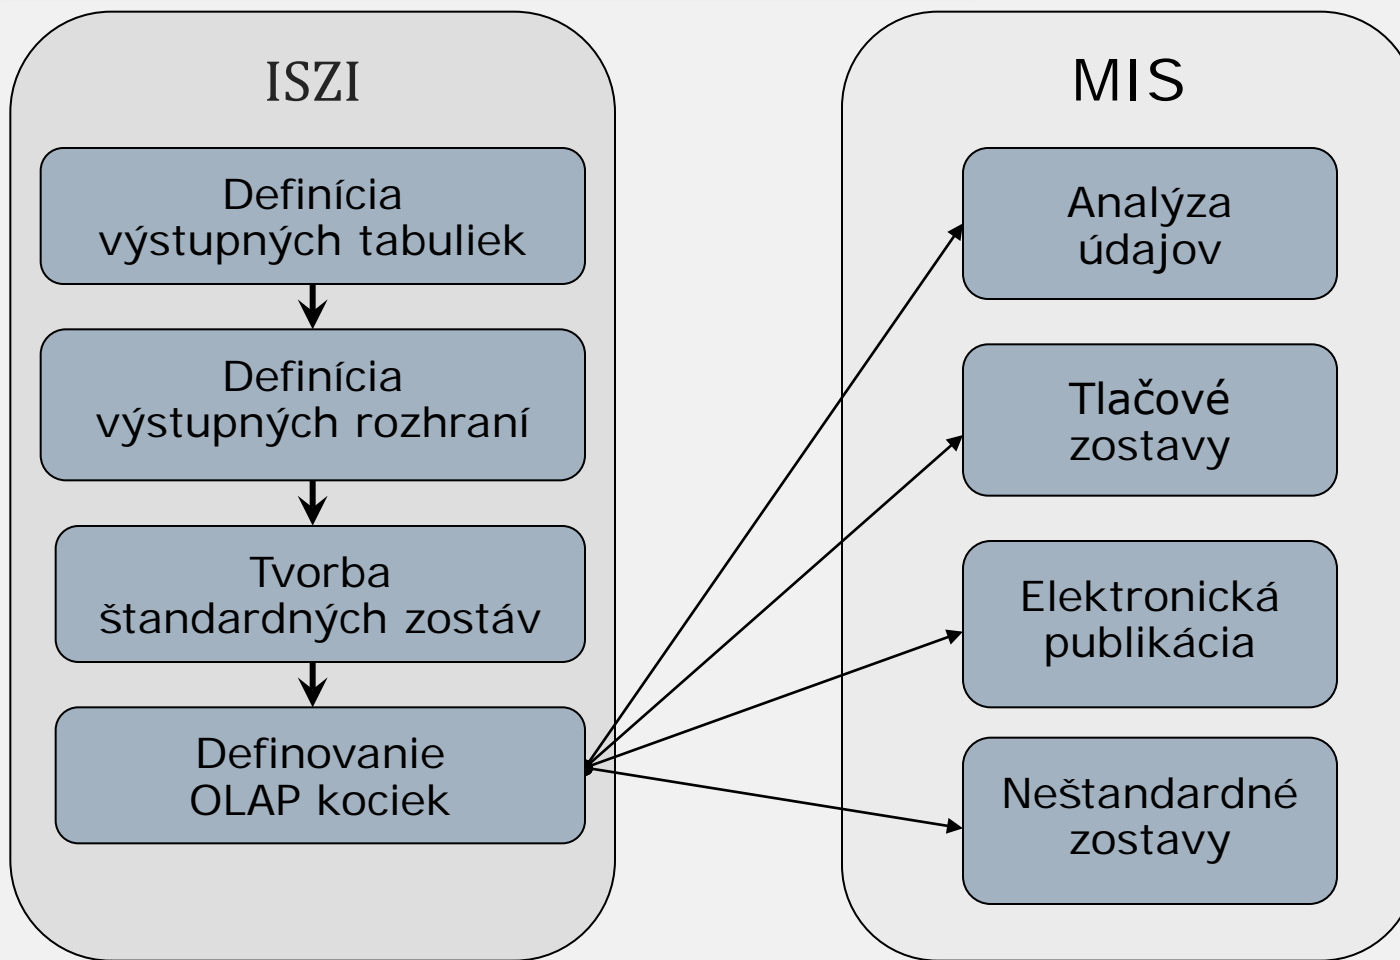 ISZI
Definícia
výstupných tabuliek
Definícia
výstupných rozhraní
Tvorba
štandardných zostáv
Definovanie
OLAP kociek
MIS
Analýza
údajov
Tlačové
zostavy
Elektronická
publikácia
Neštandardné
zostavy